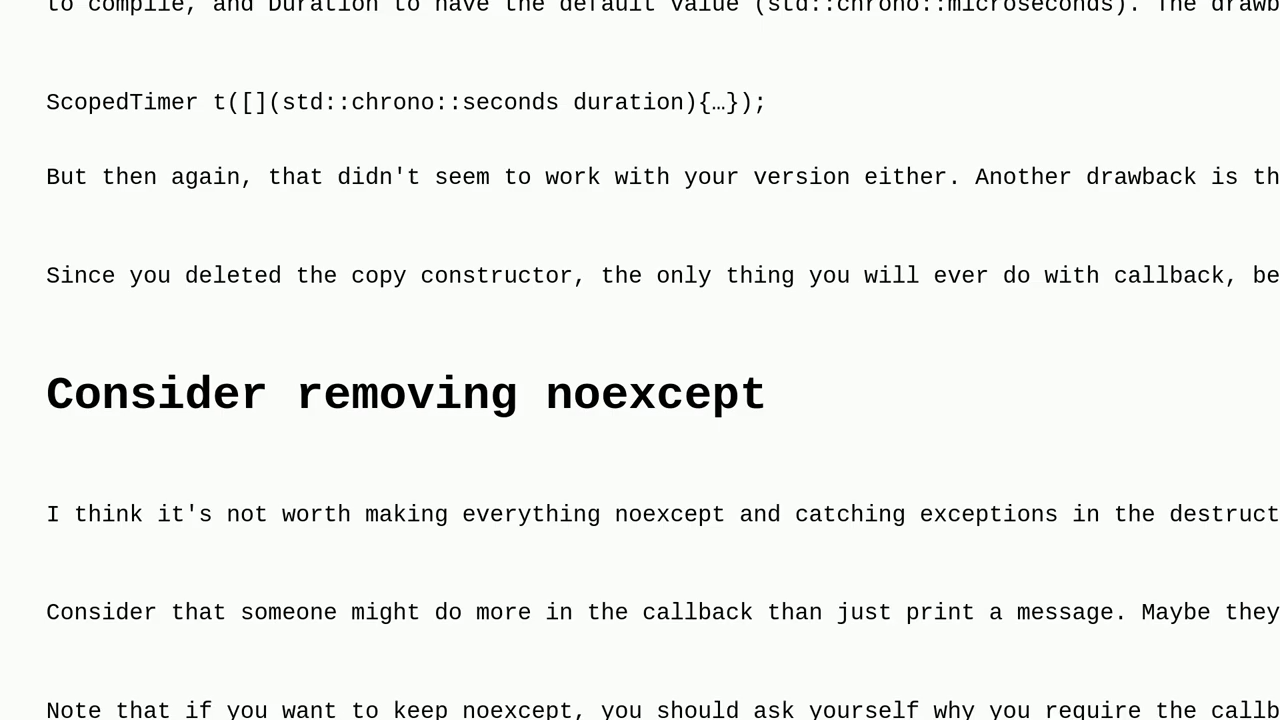 to compile, and Duration to have the default value (std::chrono::microseconds). The drawb
ScopedTimer t([](std::chrono::seconds duration){…});
But then again, that didn't seem to work with your version either. Another drawback is th
Since you deleted the copy constructor, the only thing you will ever do with callback, be
Consider removing noexcept
I think it's not worth making everything noexcept and catching exceptions in the destruct
Consider that someone might do more in the callback than just print a message. Maybe they
Note that if you want to keep noexcept, you should ask yourself why you require the callb